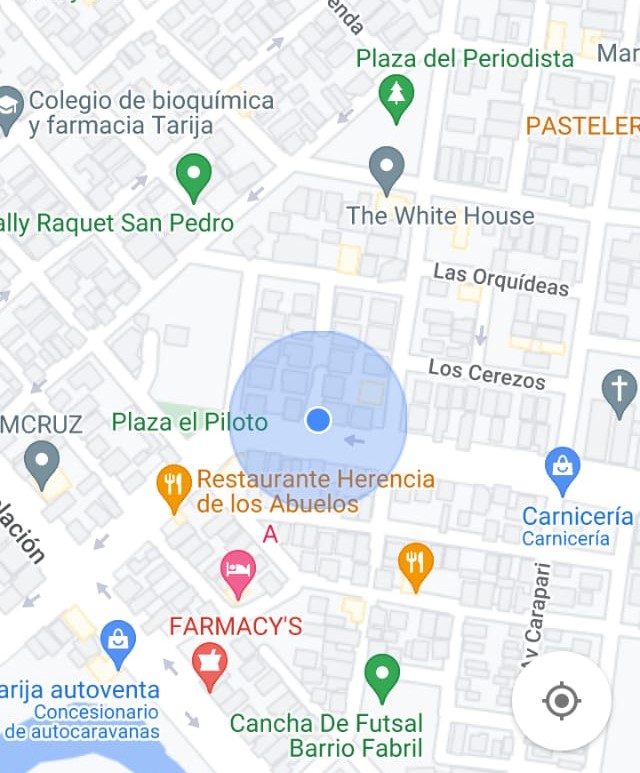 enda
Plaza del Periodista
Mar
Colegio de bioquímica
y farmacia Tarija
PASTELER
ally Raquet San Pedro
The White House
Las Orquídeas
Los Cerezos
MCRUZ
Plaza el Piloto
Restaurante Herencia
de los Abuelos
Carnicería
Carnicería
A
olación
Av Carapari
FARMACY'S
arija autoventa
Concesionario
de autocaravanas
Cancha De Futsal
Barrio Fabril